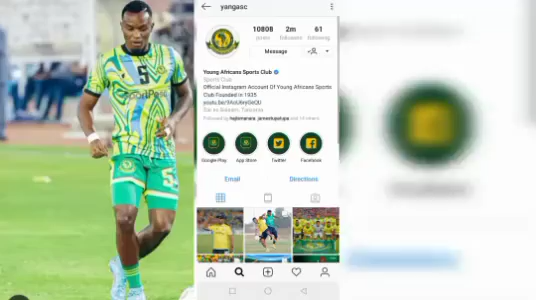 5
SportPesa
5
yangasc
10808
2m
61
posts
followers
following
Message
Young Africans Sports Club
Sports Club
Official Instagram Account Of Young Africans Sports
Club Founded in 1935
Dar es Salaam, Tanzania
Google Play
App Store
Twitter
Facebook
Email
Directions